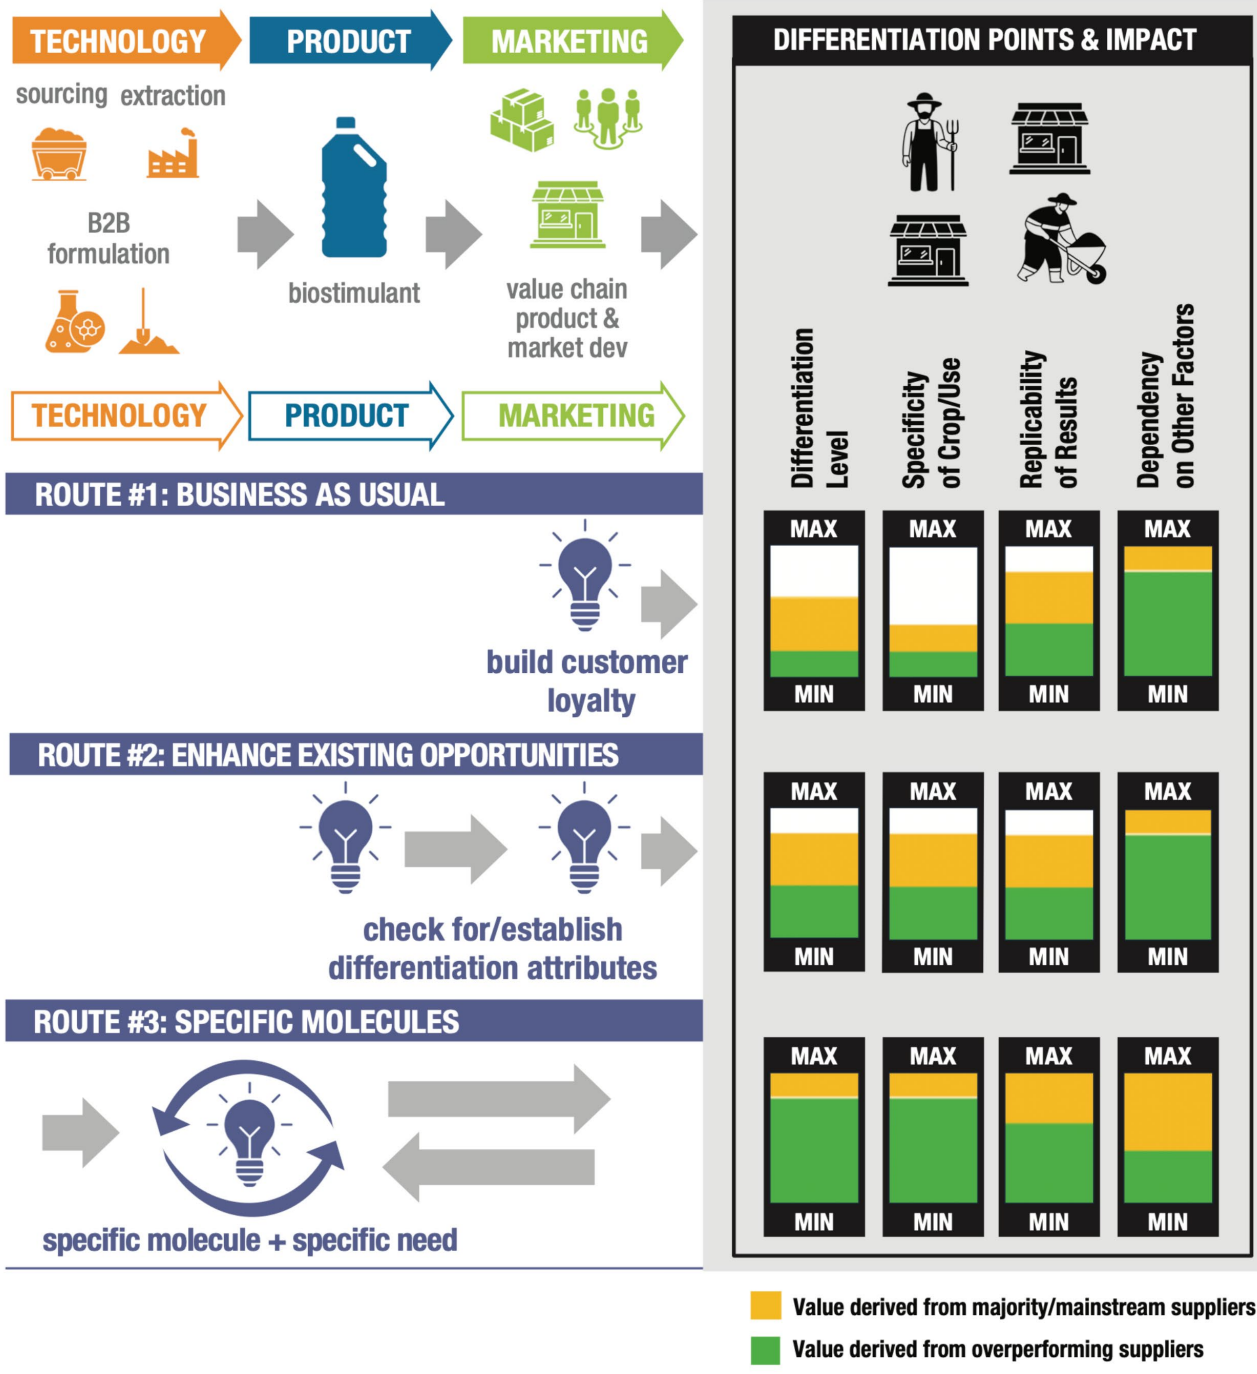 TECHNOLOGY
PRODUCT
MARKETING
DIFFERENTIATION POINTS & IMPACT
sourcing extraction
B2B
formulation
biostimulant
value chain
product &
market dev
TECHNOLOGY
PRODUCT
MARKETING
Differentiation
Level
Specificity
of Crop/Use
Replicability
of Results
Dependency
on Other Factors
ROUTE #1: BUSINESS AS USUAL
build customer
loyalty
MAX
MAX
MAX
MAX
MIN
MIN
MIN
MIN
ROUTE #2: ENHANCE EXISTING OPPORTUNITIES
check for/establish
differentiation attributes
MAX
MAX
MAX
MAX
MIN
MIN
MIN
MIN
ROUTE #3: SPECIFIC MOLECULES
specific molecule + specific need
MAX
MAX
MAX
MAX
MIN
MIN
MIN
MIN
Value derived from majority/mainstream suppliers
Value derived from overperforming suppliers